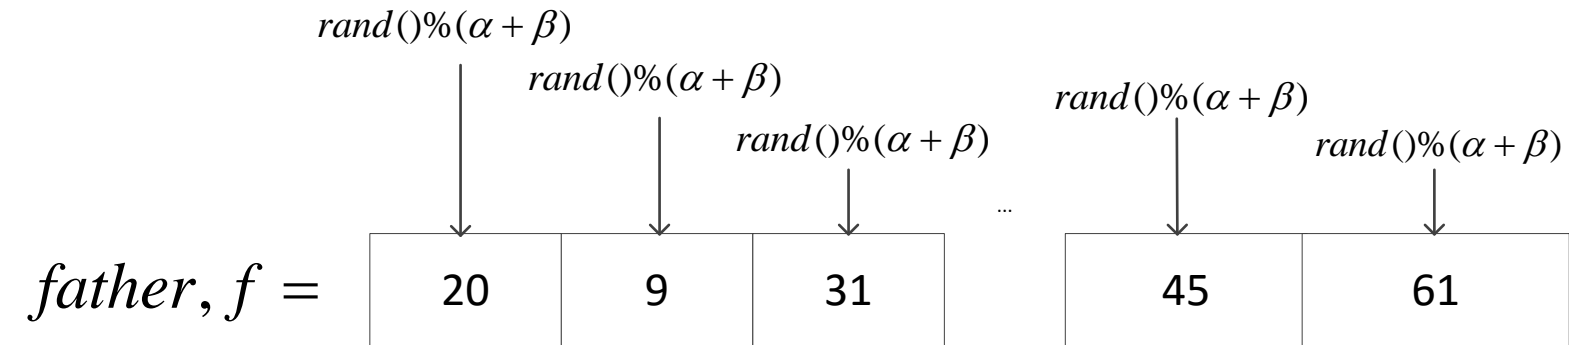 rand()%(α + β)
rand()%(α + β)
rand()%(α + β)
rand()%(α + β)
rand()%(α + β)
...
father, f = 20 9 31 45 61